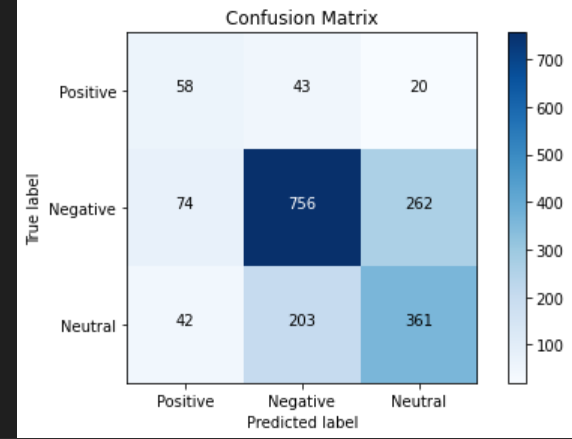 Confusion Matrix
Positive 58 43 20
Negative 74 756 262
Neutral 42 203 361
Positive Negative Neutral
Predicted label
True label
700
600
500
400
300
200
100